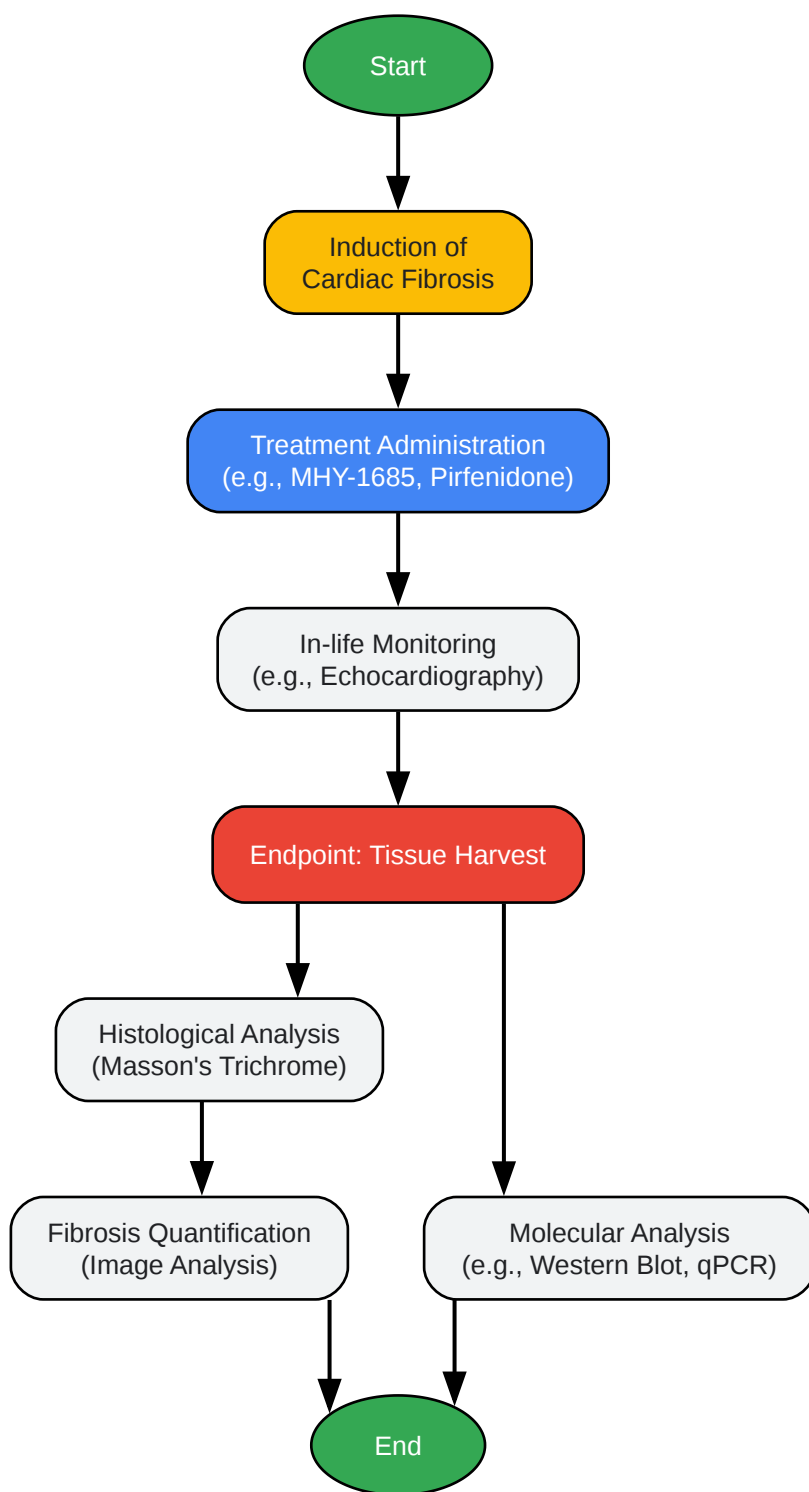 Start
Induction of
Cardiac Fibrosis
Treatment Administration
(e.g., MHY-1685, Pirfenidone)
In-life Monitoring
(e.g., Echocardiography)
Endpoint: Tissue Harvest
Histological Analysis
(Masson's Trichrome)
Fibrosis Quantification
(Image Analysis)
Molecular Analysis
(e.g., Western Blot, qPCR)
End